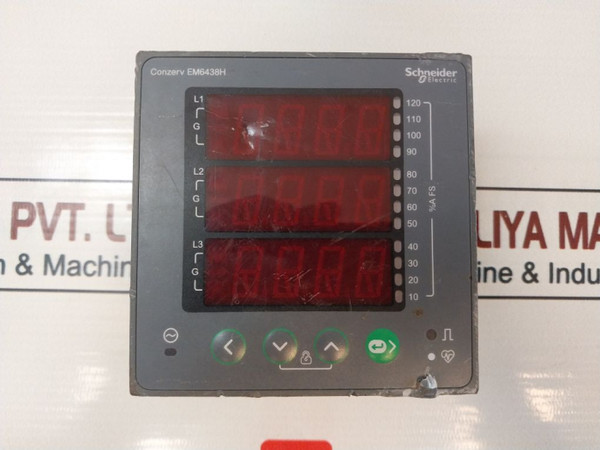 Conzerv EM6438H
Schneider
Electric
L1
G
120
110
100
90
L2
G
80
70
60
50
%A FS
L3
G
40
30
20
10
PVT. LT
LIYA MA
& Machin
ine & Indu